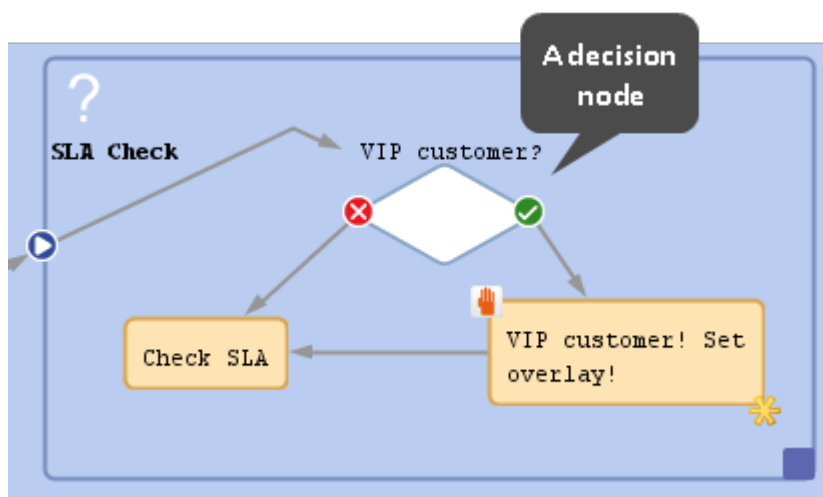 A decision
node
?
SLA Check
VIP customer?
Check SLA
VIP customer! Set
overlay!